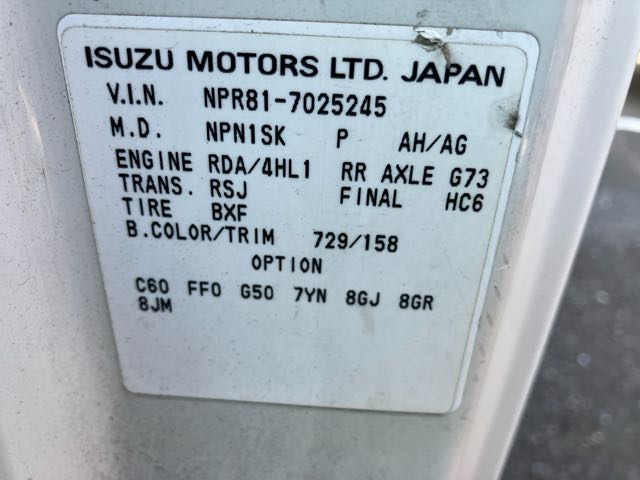 ISUZU MOTORS LTD. JAPAN
V.I.N. NPR81-7025245
M.D. NPN1SK P AH/AG
ENGINE RDA/4HL1 RR AXLE G73
TRANS. RSJ FINAL HC6
TIRE BXF
B.COLOR/TRIM 729/158
OPTION
C60 FF0 G50 7YN 8GJ 8GR
8JM